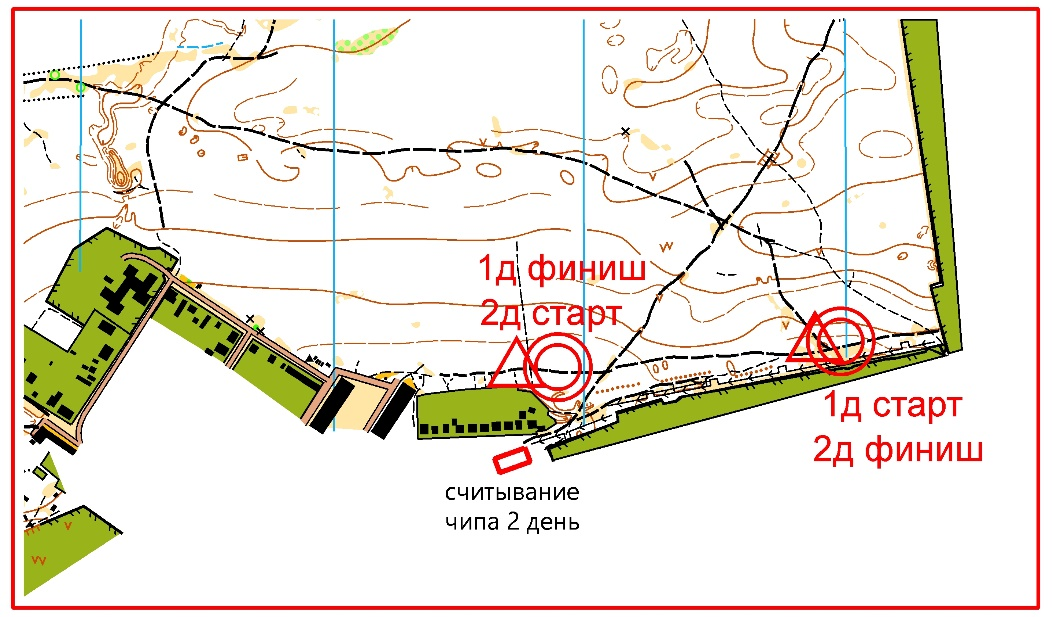 1д финиш
2д старт
1д старт
2д финиш
считывание
чипа 2 день